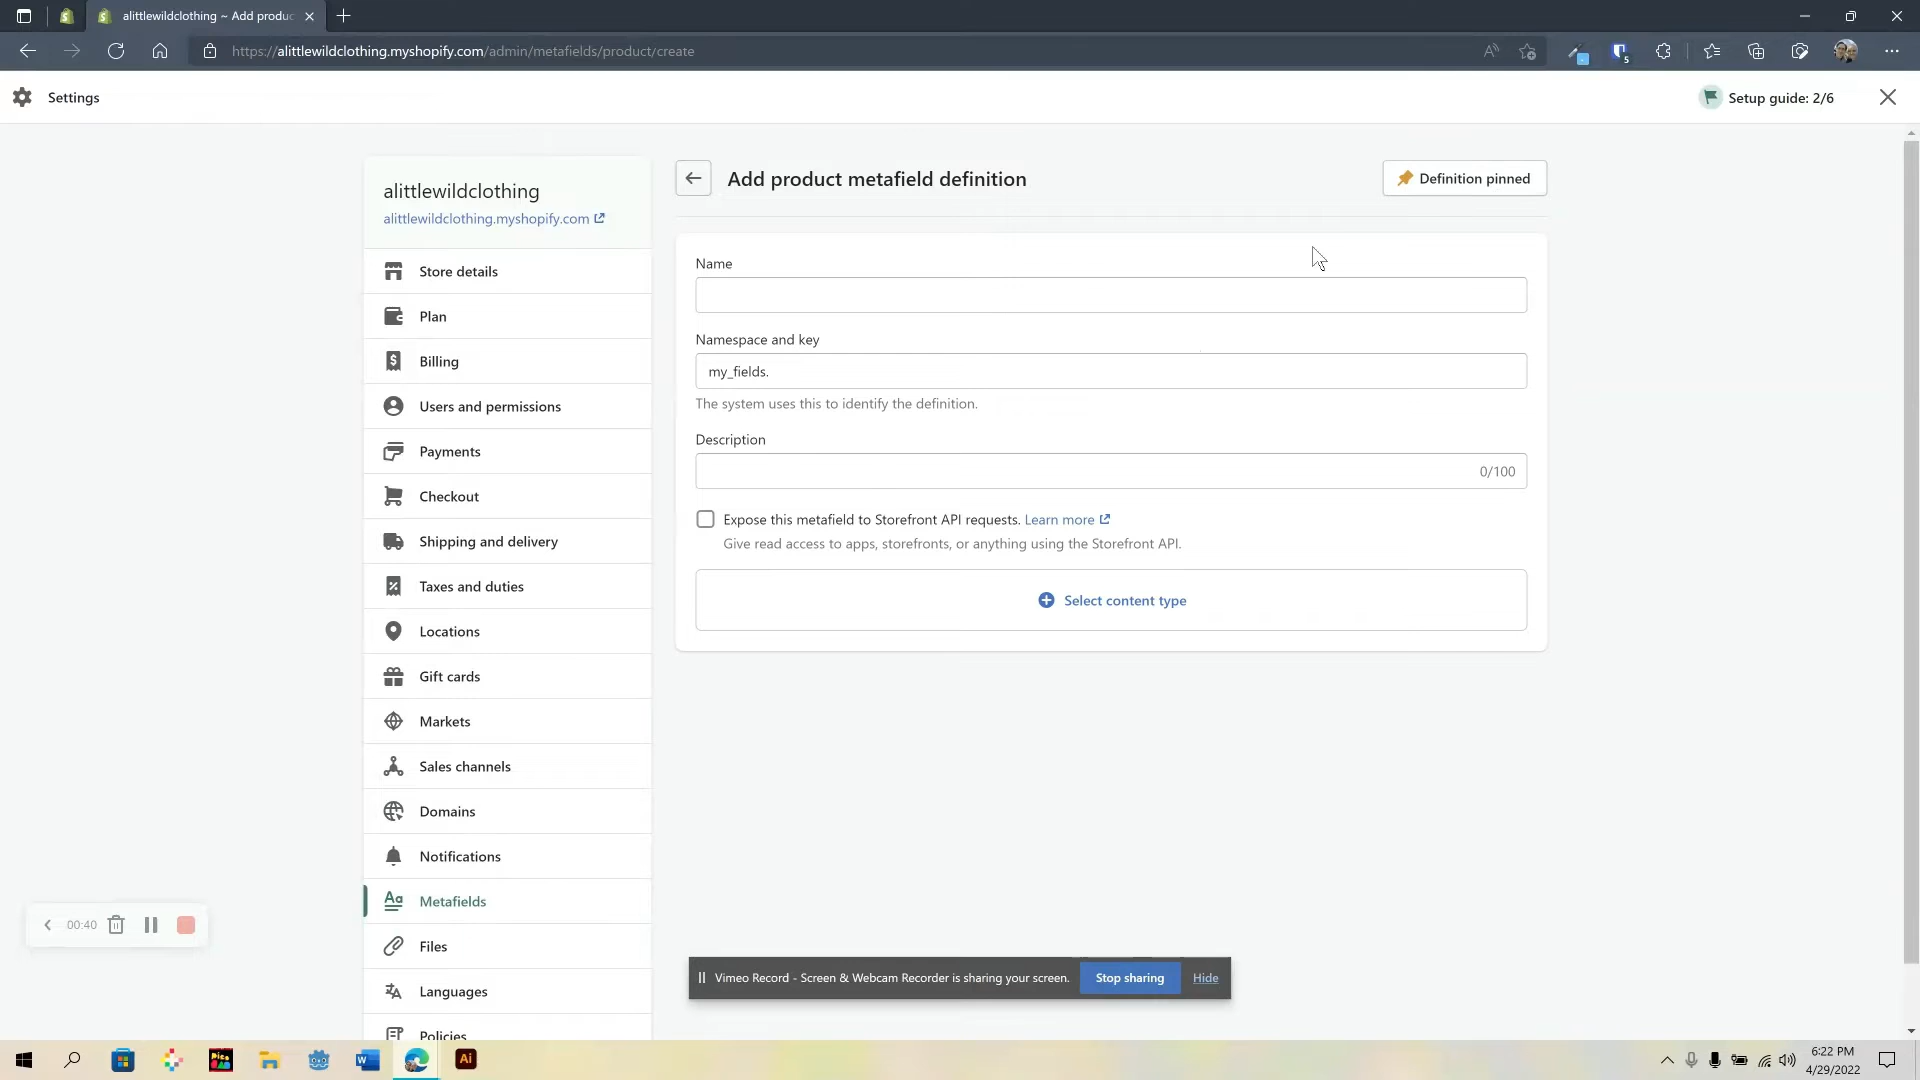 alittlewildclothing ~ Add produc
https://alittlewildclothing.myshopify.com/admin/metafields/product/create
5
Settings
Setup guide: 2/6
alittlewildclothing
alittlewildclothing.myshopify.com
Store details
Plan
Billing
Users and permissions
Payments
Checkout
Shipping and delivery
Taxes and duties
Locations
Gift cards
Markets
Sales channels
Domains
Notifications
Metafields
Files
Languages
Policies
Add product metafield definition
Definition pinned
Name
Namespace and key
my_fields.
The system uses this to identify the definition.
Description
0/100
Expose this metafield to Storefront API requests. Learn more
Give read access to apps, storefronts, or anything using the Storefront API.
Select content type
00:40
Vimeo Record - Screen & Webcam Recorder is sharing your screen. Stop sharing Hide
Ai
6:22 PM
4/29/2022